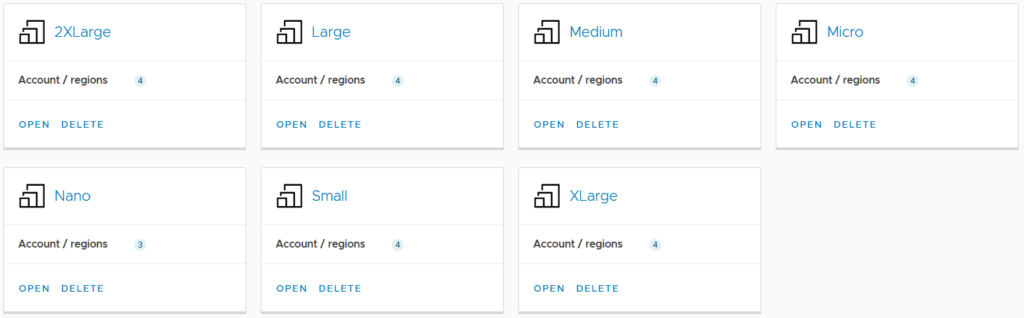 2XLarge
Account / regions 4
OPEN DELETE
Large
Account / regions 4
OPEN DELETE
Medium
Account / regions 4
OPEN DELETE
Micro
Account / regions 4
OPEN DELETE
Nano
Account / regions 3
OPEN DELETE
Small
Account / regions 4
OPEN DELETE
XLarge
Account / regions 4
OPEN DELETE